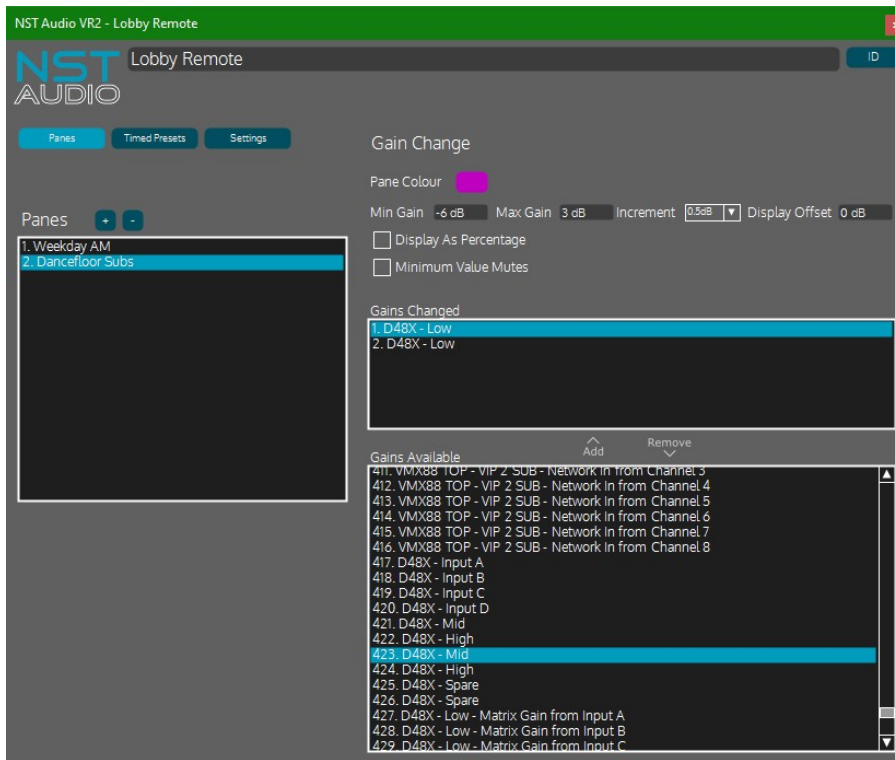 NST Audio VR2 - Lobby Remote
NST
AUDIO
Lobby Remote
ID
Panes
Timed Presets
Settings
Panes
+
-
1. Weekday AM
2. Dancefloor Subs
Gain Change
Pane Colour
Min Gain -6 dB Max Gain 3 dB Increment 0.5dB Display Offset 0 dB
Display As Percentage
Minimum Value Mutes
Gains Changed
1. D48X - Low
2. D48X - Low
Add
Remove
Gains Available
411. VMX88 TOP - VIP 2 SUB - Network In from Channel 3
412. VMX88 TOP - VIP 2 SUB - Network In from Channel 4
413. VMX88 TOP - VIP 2 SUB - Network In from Channel 5
414. VMX88 TOP - VIP 2 SUB - Network In from Channel 6
415. VMX88 TOP - VIP 2 SUB - Network In from Channel 7
416. VMX88 TOP - VIP 2 SUB - Network In from Channel 8
417. D48X - Input A
418. D48X - Input B
419. D48X - Input C
420. D48X - Input D
421. D48X - Mid
422. D48X - High
423. D48X - Mid
424. D48X - High
425. D48X - Spare
426. D48X - Spare
427. D48X - Low - Matrix Gain from Input A
428. D48X - Low - Matrix Gain from Input B
429. D48X - Low - Matrix Gain from Input C